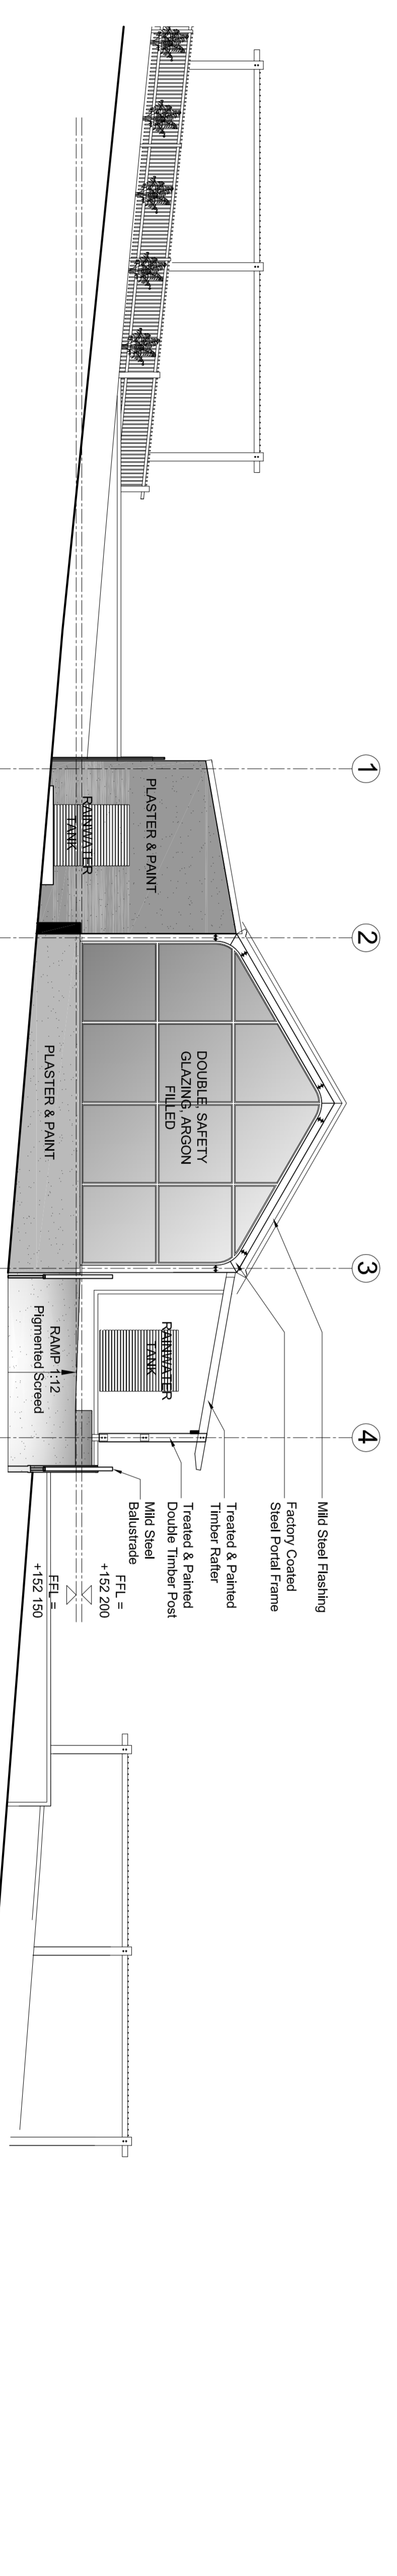 1
2
3
4
Mild Steel Flashing
Factory Coated
Steel Portal Frame
Treated & Painted
Timber Rafter
Treated & Painted
Double Timber Post
Mild Steel
Balustrade
FFL =
+152 200
FFL =
+152 150
PLASTER & PAINT
RAINWATER
TANK
DOUBLE, SAFETY
GLAZING, ARGON
FILLED
PLASTER & PAINT
RAINWATER
TANK
RAMP 1:12
Pigmented Screed